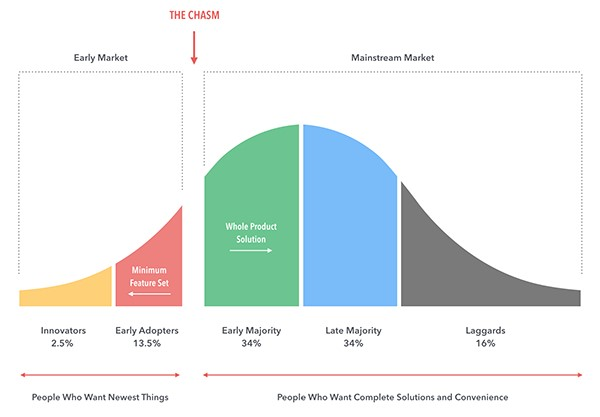 THE CHASM
Early Market
Mainstream Market
Whole Product
Solution
Minimum
Feature Set
Innovators
2.5%
Early Adopters
13.5%
Early Majority
34%
Late Majority
34%
Laggards
16%
People Who Want Newest Things
People Who Want Complete Solutions and Convenience